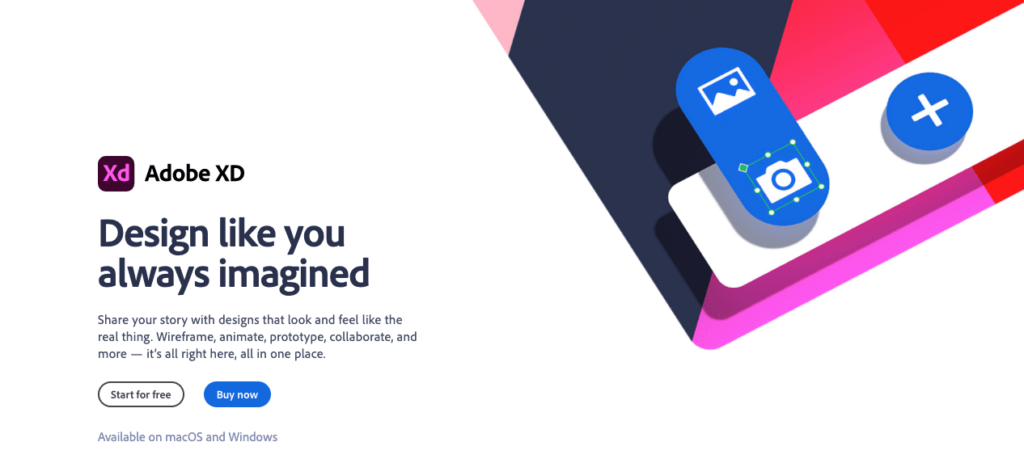 Xd Adobe XD
Design like you
always imagined
Share your story with designs that look and feel like the
real thing. Wireframe, animate, prototype, collaborate, and
more — it's all right here, all in one place.
Start for free Buy now
Available on macOS and Windows